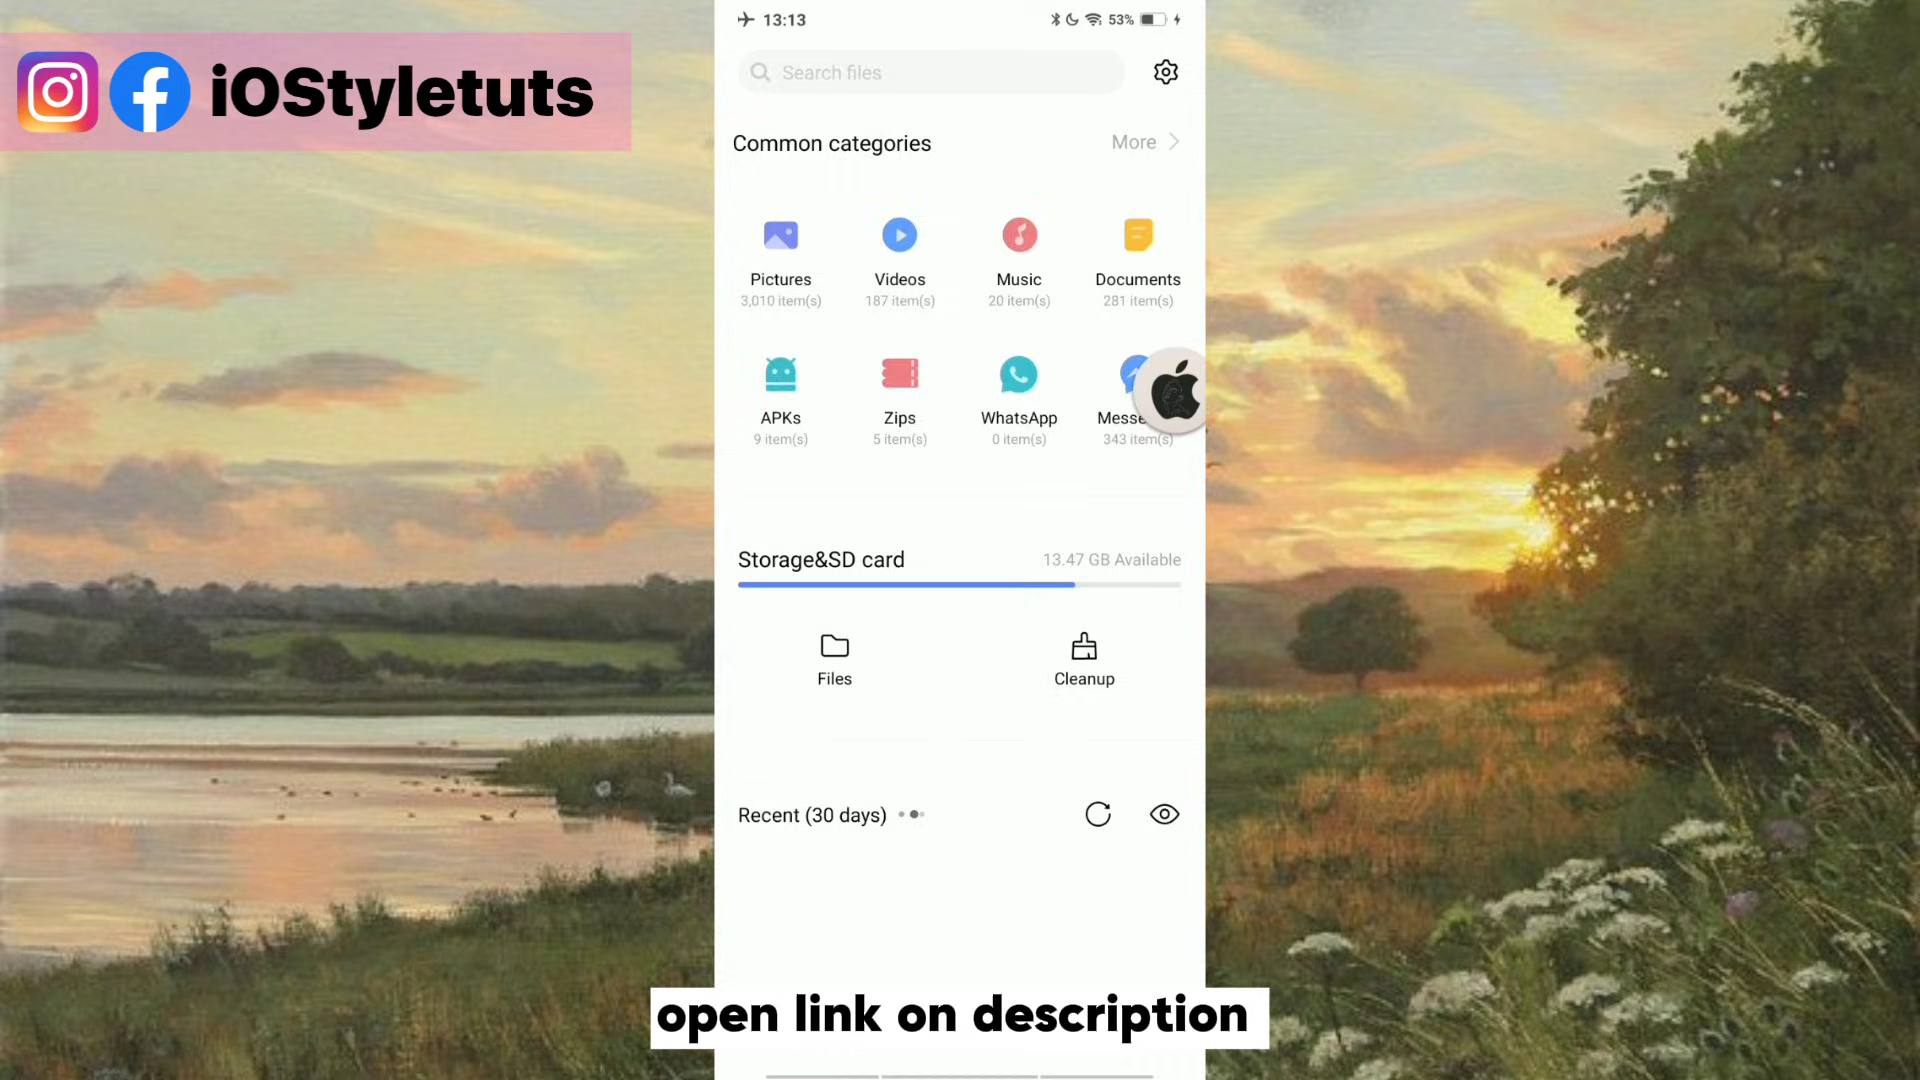 iOStyletuts
13:13
53%
Search files
Common categories
More
Pictures
Videos
Music
Documents
3,010 item(s)
187 item(s)
20 item(s)
281 item(s)
APKs
Zips
WhatsApp
Messe
9 item(s)
5 item(s)
0 item(s)
343 item(s)
Storage&SD card
13.47 GB Available
Files
Cleanup
Recent (30 days)
open link on description